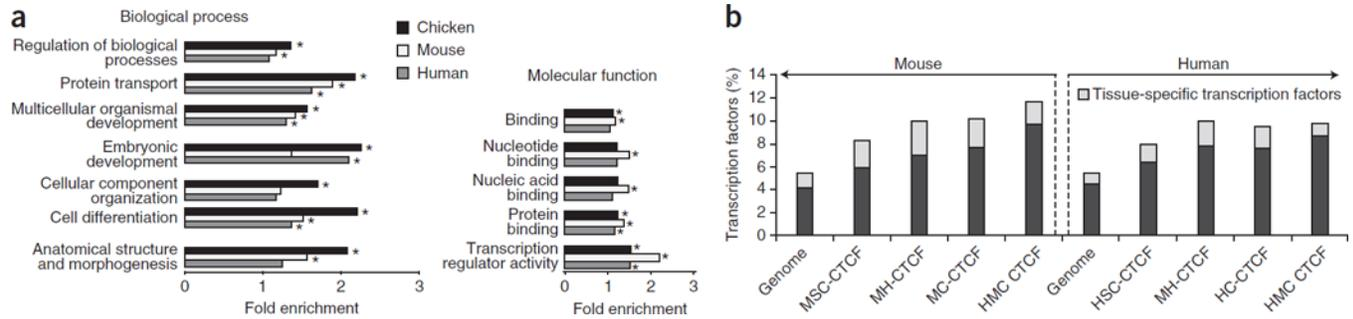 a
Biological process
Regulation of biological
processes
Protein transport
Multicellular organismal
development
Embryonic
development
Cellular component
organization
Cell differentiation
Anatomical structure
and morphogenesis
0 1 2 3
Fold enrichment
Chicken
Mouse
Human
Molecular function
Binding
Nucleotide
binding
Nucleic acid
binding
Protein
binding
Transcription
regulator activity
0 1 2 3
Fold enrichment
b
Mouse
Human
Tissue-specific transcription factors
Transcription factors (%)
14
12
10
8
6
4
2
0
Genome
MSC-CTCF
MH-CTCF
MC-CTCF
HMC CTCF
Genome
HSC-CTCF
MH-CTCF
HC-CTCF
HMC CTCF